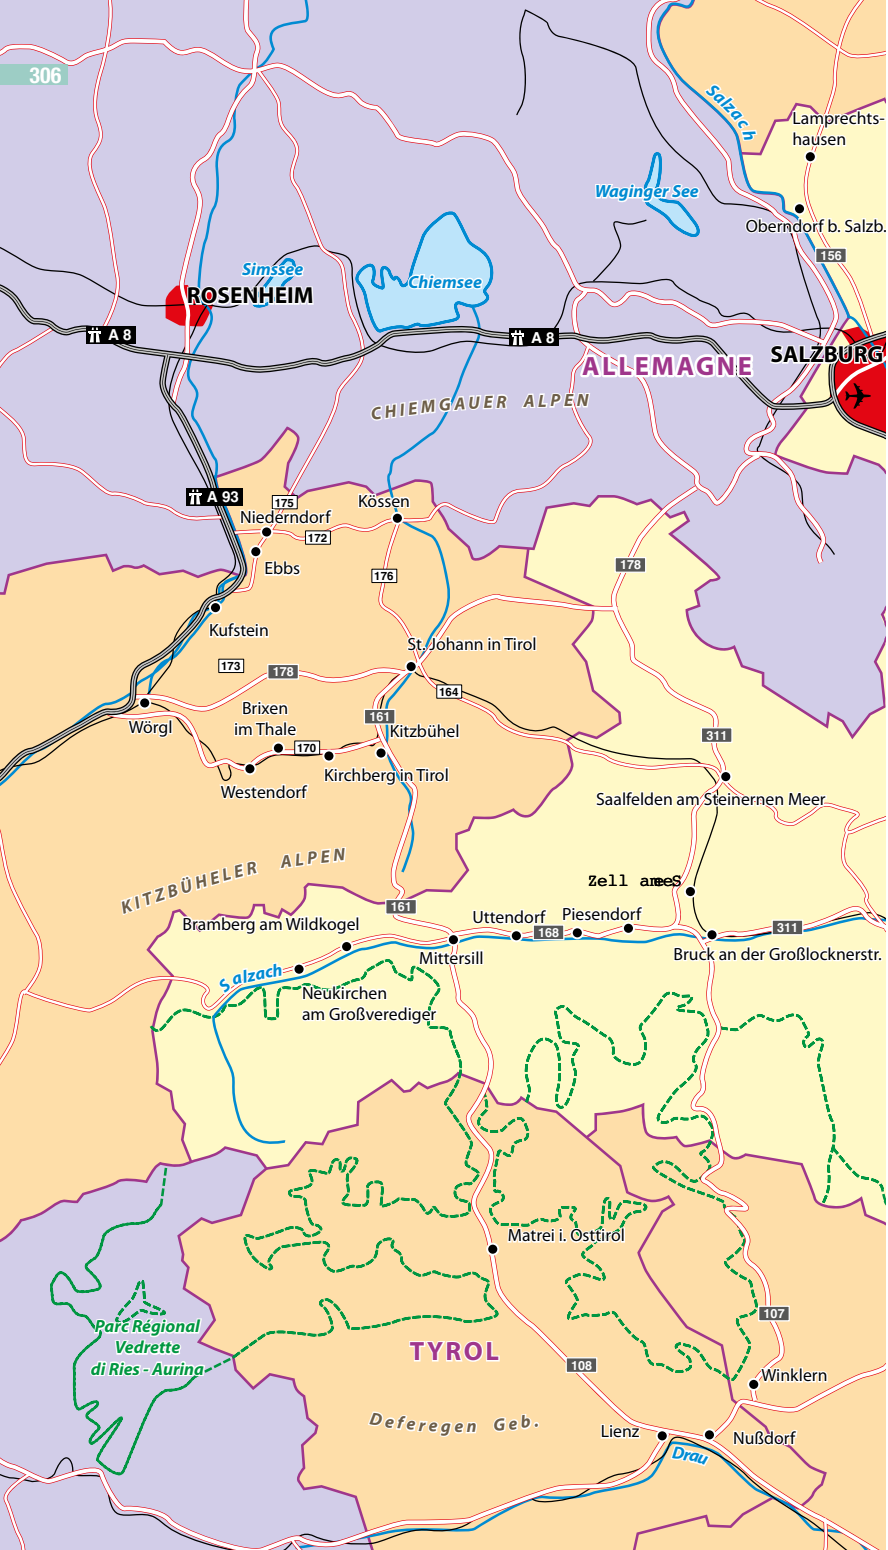 306
Salzach
Lamprechts-
hausen
Waginger See
Oberndorf b. Salzb.
156
Simssee
Chiemsee
ROSENHEIM
A 8
A 8
SALZBURG
ALLEMAGNE
CHIEMGAUER ALPEN
A 93
175
Kössen
Niederndorf
172
Ebbs
176
178
Kufstein
St. Johann in Tirol
173
178
164
Brixen
im Thale
161
Wörgl
Kitzbühel
311
170
Kirchberg in Tirol
Westendorf
Saalfelden am Steinernen Meer
KITZBÜHELER ALPEN
161
Bramberg am Wildkogel
Uttendorf
Piesendorf
168
311
Mittersill
Bruck an der Großlocknerstr.
Salzach
Neukirchen
am Großverediger
Matrei i. Osttirol
Parc Régional
Vedrette
di Ries - Aurina
107
TYROL
108
Winklern
Deferegen Geb.
Lienz
Nußdorf
Drau